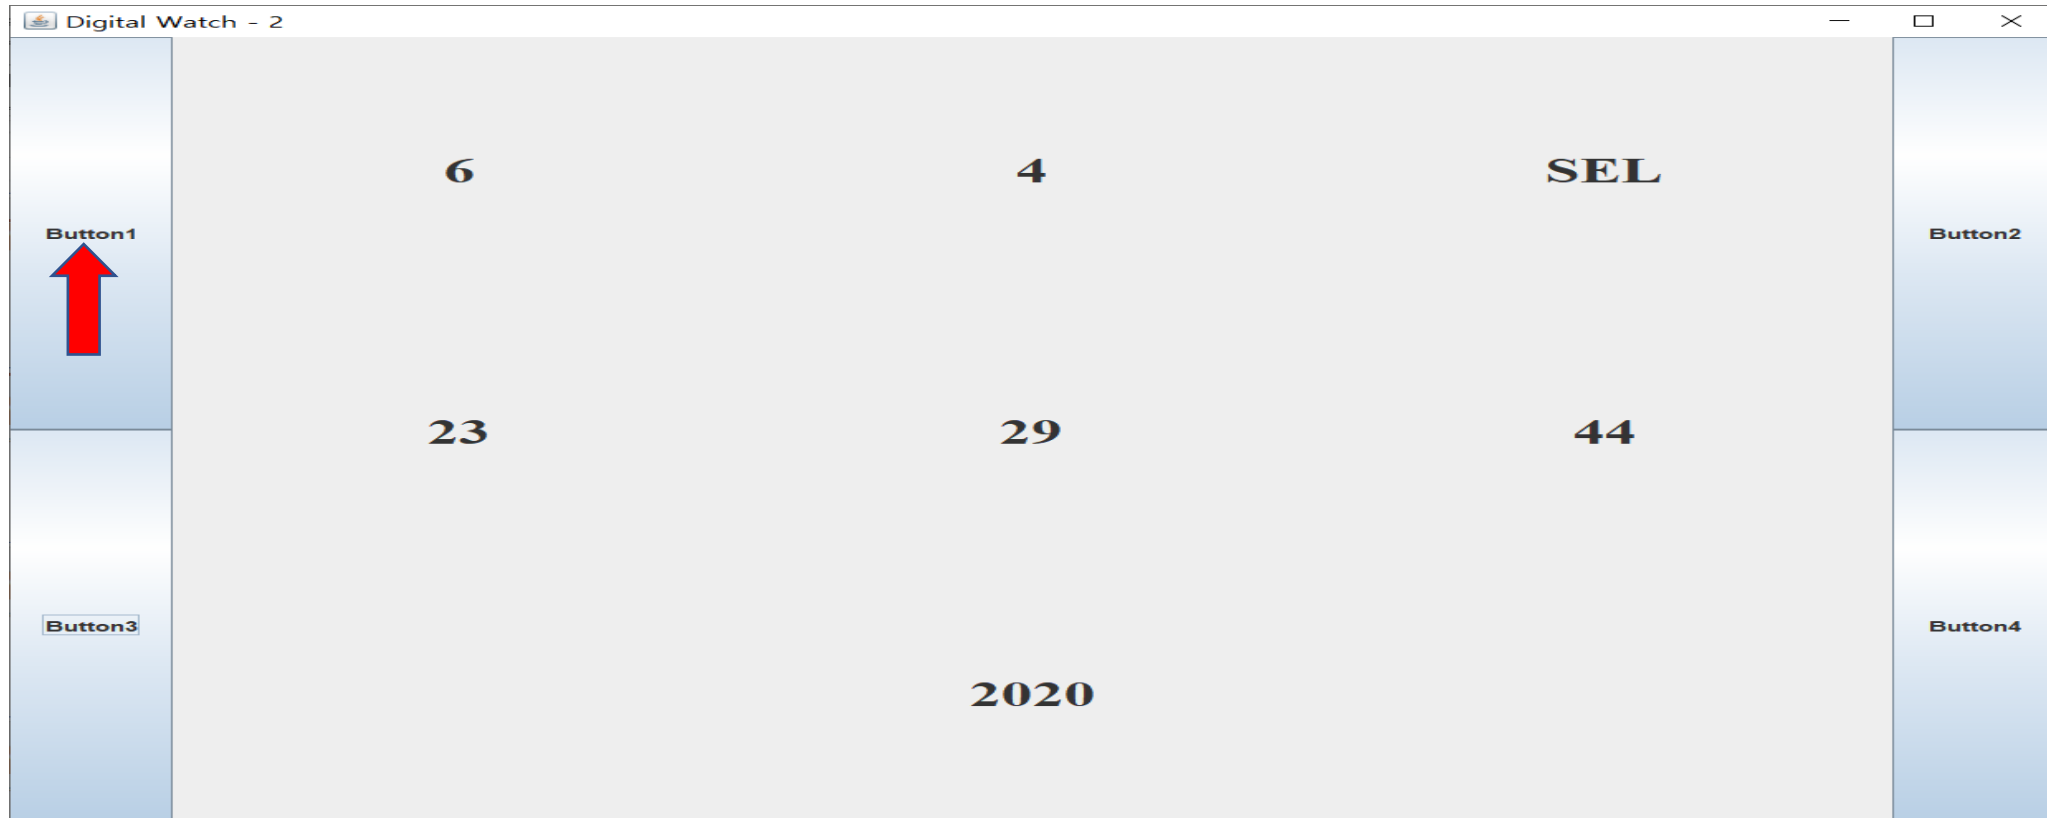 Digital Watch - 2
6 4 SEL
Button1 Button2
23 29 44
Button3 Button4
2020